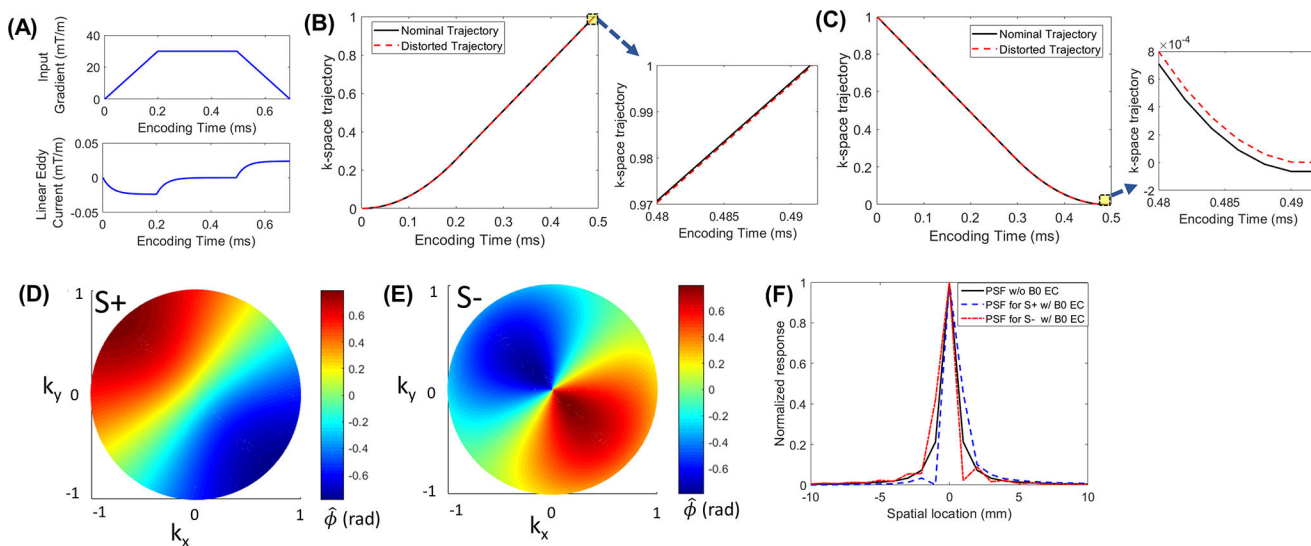 (A)
Input
Gradient (mT/m)
40
20
0
0 0.2 0.4 0.6
Encoding Time (ms)
Linear Eddy
Current (mT/m)
0.05
0
-0.05
0 0.2 0.4 0.6
Encoding Time (ms)
(B)
k-space trajectory
1
0.8
0.6
0.4
0.2
0
Nominal Trajectory
Distorted Trajectory
0 0.1 0.2 0.3 0.4 0.5
Encoding Time (ms)
k-space trajectory
1
0.99
0.98
0.97
0.48 0.485 0.49
Encoding Time (ms)
(C)
k-space trajectory
1
0.8
0.6
0.4
0.2
0
Nominal Trajectory
Distorted Trajectory
0 0.1 0.2 0.3 0.4 0.5
Encoding Time (ms)
×10-4
k-space trajectory
8
6
4
2
0
-2
0.48 0.485 0.49
Encoding Time (ms)
(D)
S+
1
ky 0
-1
-1 0 1
kx
0.6
0.4
0.2
0
-0.2
-0.4
-0.6
ϕ̂ (rad)
(E)
S-
1
ky 0
-1
-1 0 1
kx
0.6
0.4
0.2
0
-0.2
-0.4
-0.6
ϕ̂ (rad)
(F)
Normalized response
1
0.8
0.6
0.4
0.2
0
PSF w/o B0 EC
PSF for S+ w/ B0 EC
PSF for S- w/ B0 EC
-10 -5 0 5 10
Spatial location (mm)